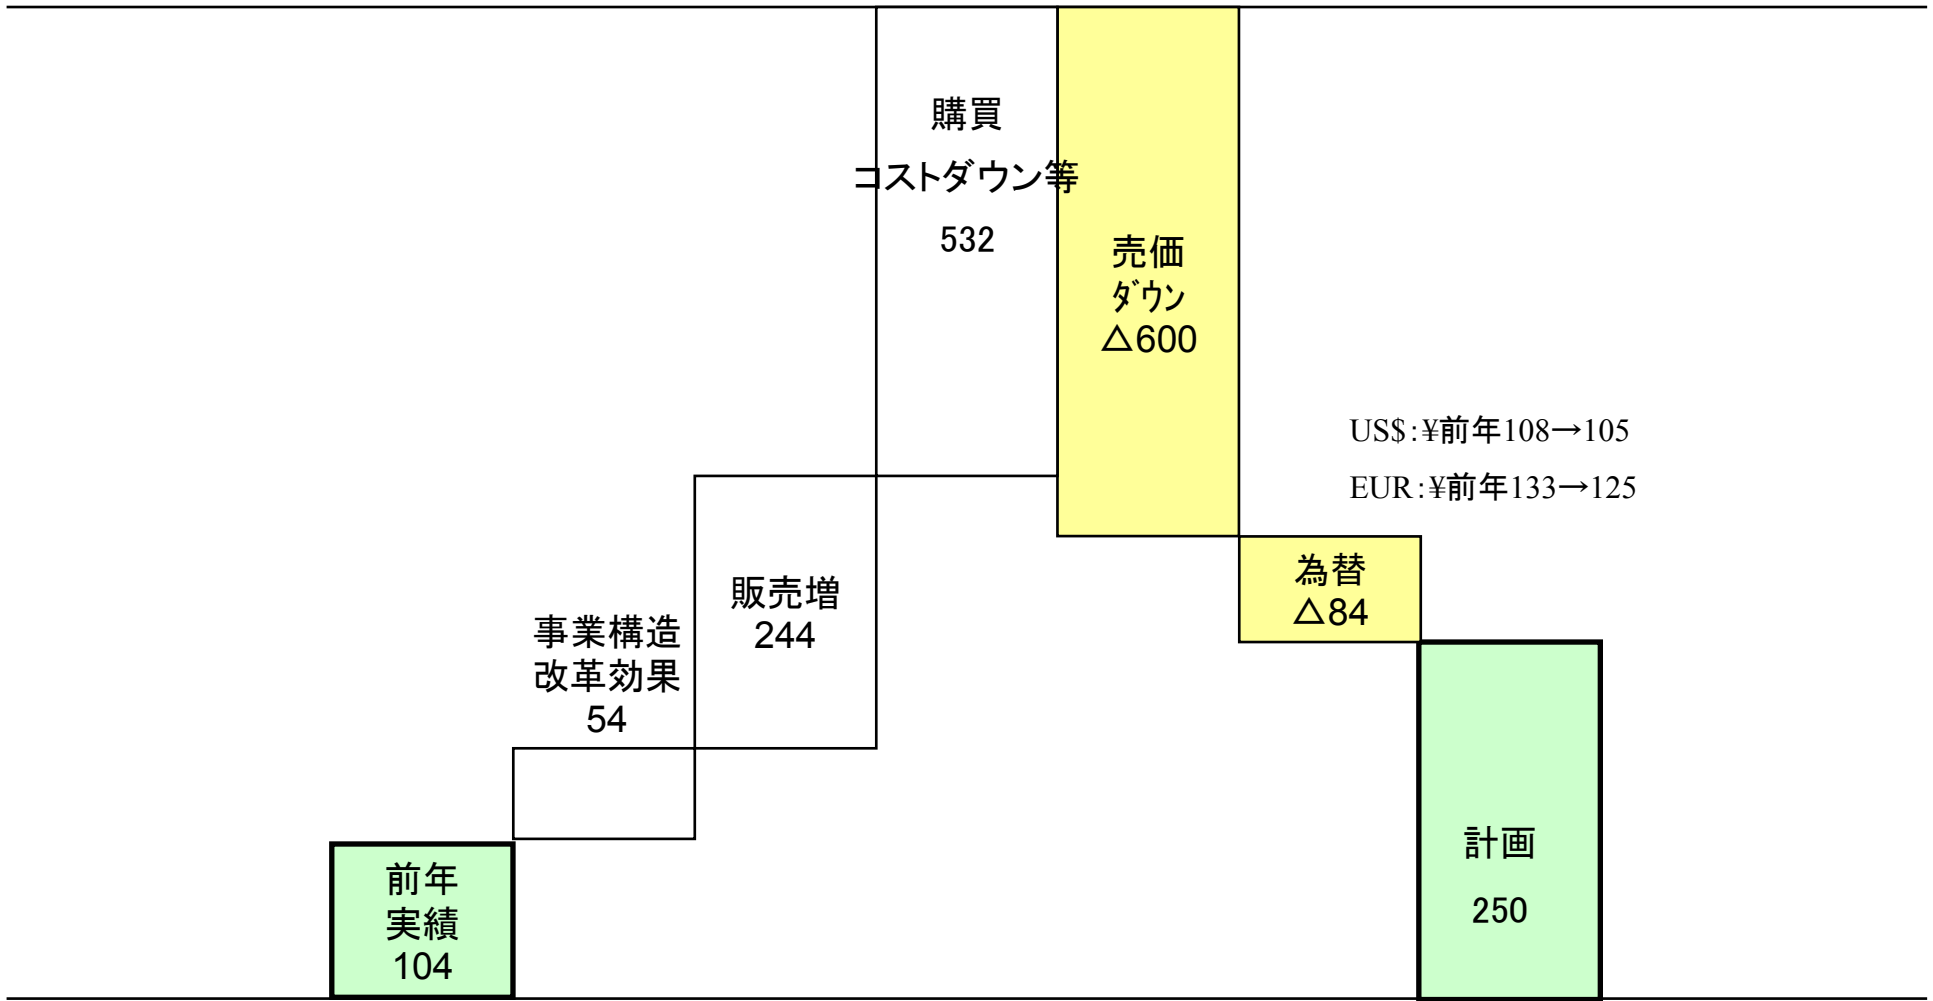 購買
コストダウン等
532
売価
ﾀﾞｳﾝ
△600
US$:¥前年108→105
EUR:¥前年133→125
為替
△84
販売増
244
事業構造
改革効果
54
前年
実績
104
計画
250